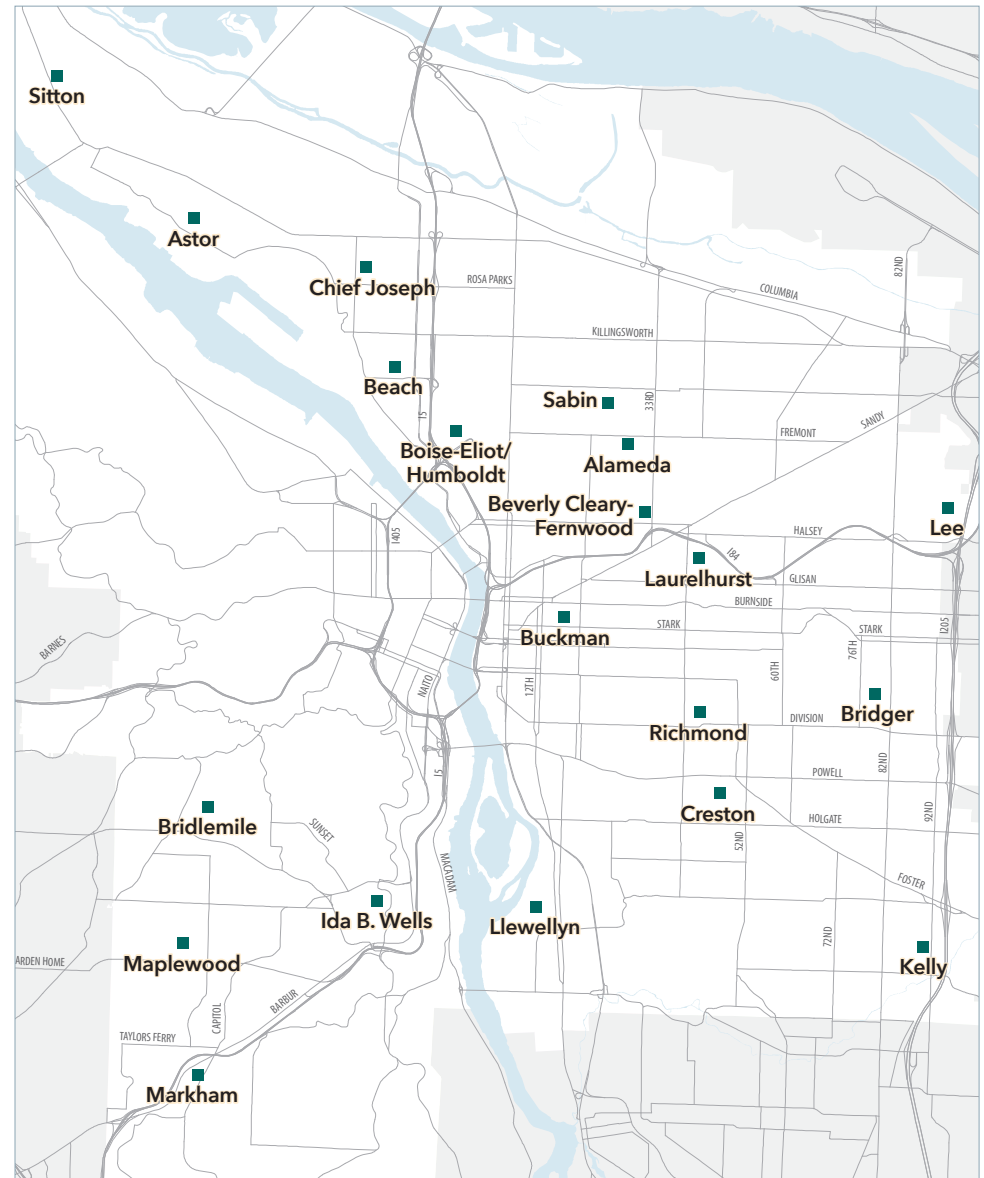 Sitton
Astor
Chief Joseph
ROSA PARKS
82ND
COLUMBIA
KILLINGSWORTH
Beach
I5
Sabin
33RD
SANDY
FREMONT
Boise-Eliot/
Humboldt
Alameda
Beverly Cleary-
Fernwood
Lee
I405
HALSEY
I84
Laurelhurst
GLISAN
BURNSIDE
Buckman
STARK
STARK
I205
BARNES
76TH
60TH
NAITO
12TH
Bridger
Richmond
DIVISION
82ND
I5
POWELL
Bridlemile
SUNSET
Creston
HOLGATE
92ND
52ND
MACADAM
FOSTER
Ida B. Wells
Llewellyn
72ND
Maplewood
ARDEN HOME
Kelly
BARBUR
CAPITOL
TAYLORS FERRY
Markham